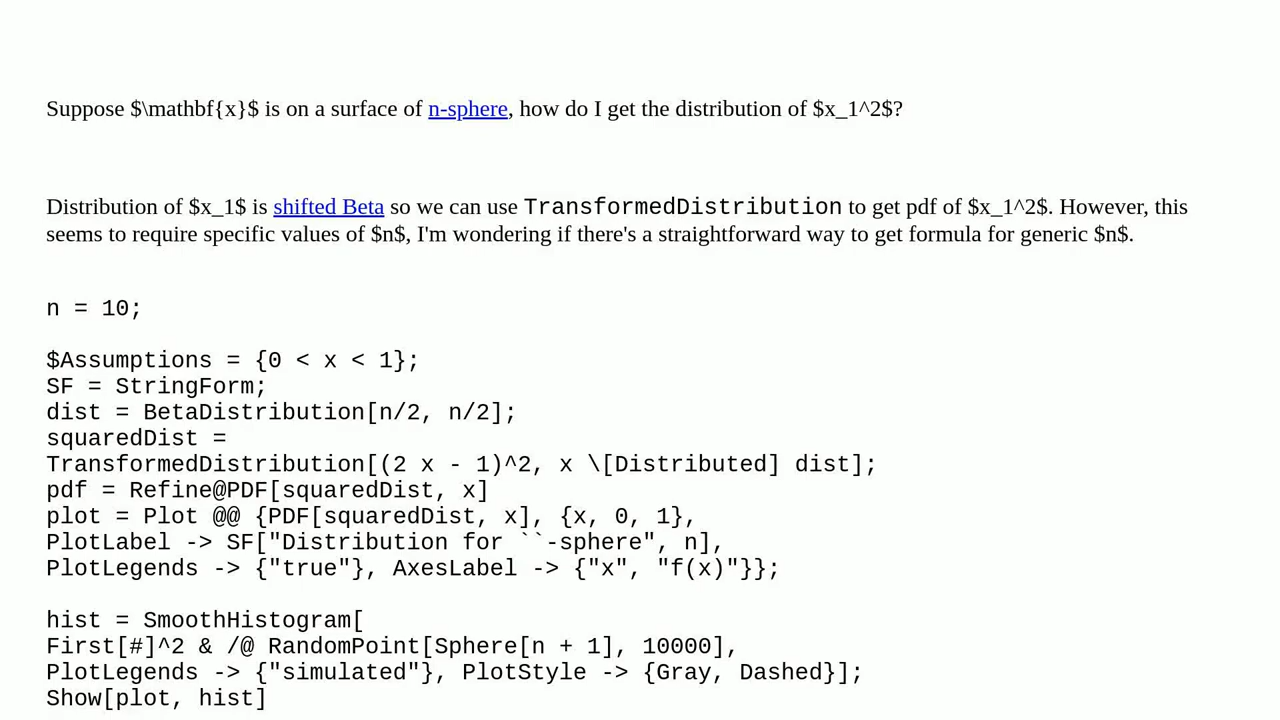 Suppose $\mathbf{x}$ is on a surface of n-sphere, how do I get the distribution of $x_1^2$?
Distribution of $x_1$ is shifted Beta so we can use TransformedDistribution to get pdf of $x_1^2$. However, this
seems to require specific values of $n$, I'm wondering if there's a straightforward way to get formula for generic $n$.
n = 10;
$Assumptions = {0 < x < 1};
SF = StringForm;
dist = BetaDistribution[n/2, n/2];
squaredDist =
TransformedDistribution[(2 x - 1)^2, x \[Distributed] dist];
pdf = Refine@PDF[squaredDist, x]
plot = Plot @@ {PDF[squaredDist, x], {x, 0, 1},
PlotLabel -> SF["Distribution for ``-sphere", n],
PlotLegends -> {"true"}, AxesLabel -> {"x", "f(x)"}};
hist = SmoothHistogram[
First[#]^2 & /@ RandomPoint[Sphere[n + 1], 10000],
PlotLegends -> {"simulated"}, PlotStyle -> {Gray, Dashed}];
Show[plot, hist]